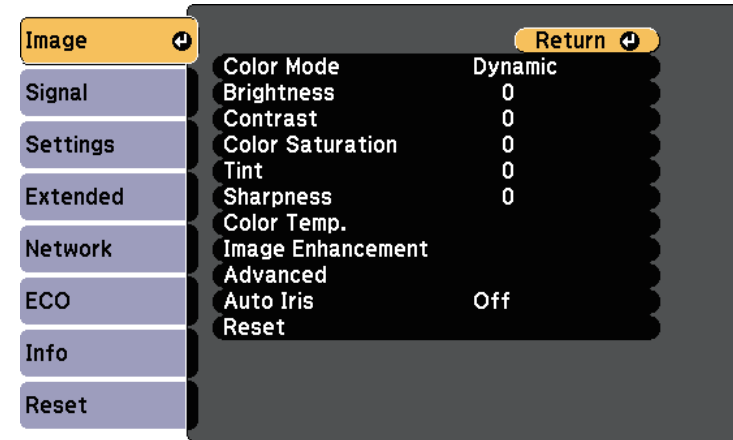 Image
Signal
Settings
Extended
Network
ECO
Info
Reset
Return
Color Mode Dynamic
Brightness 0
Contrast 0
Color Saturation 0
Tint 0
Sharpness 0
Color Temp.
Image Enhancement
Advanced
Auto Iris Off
Reset